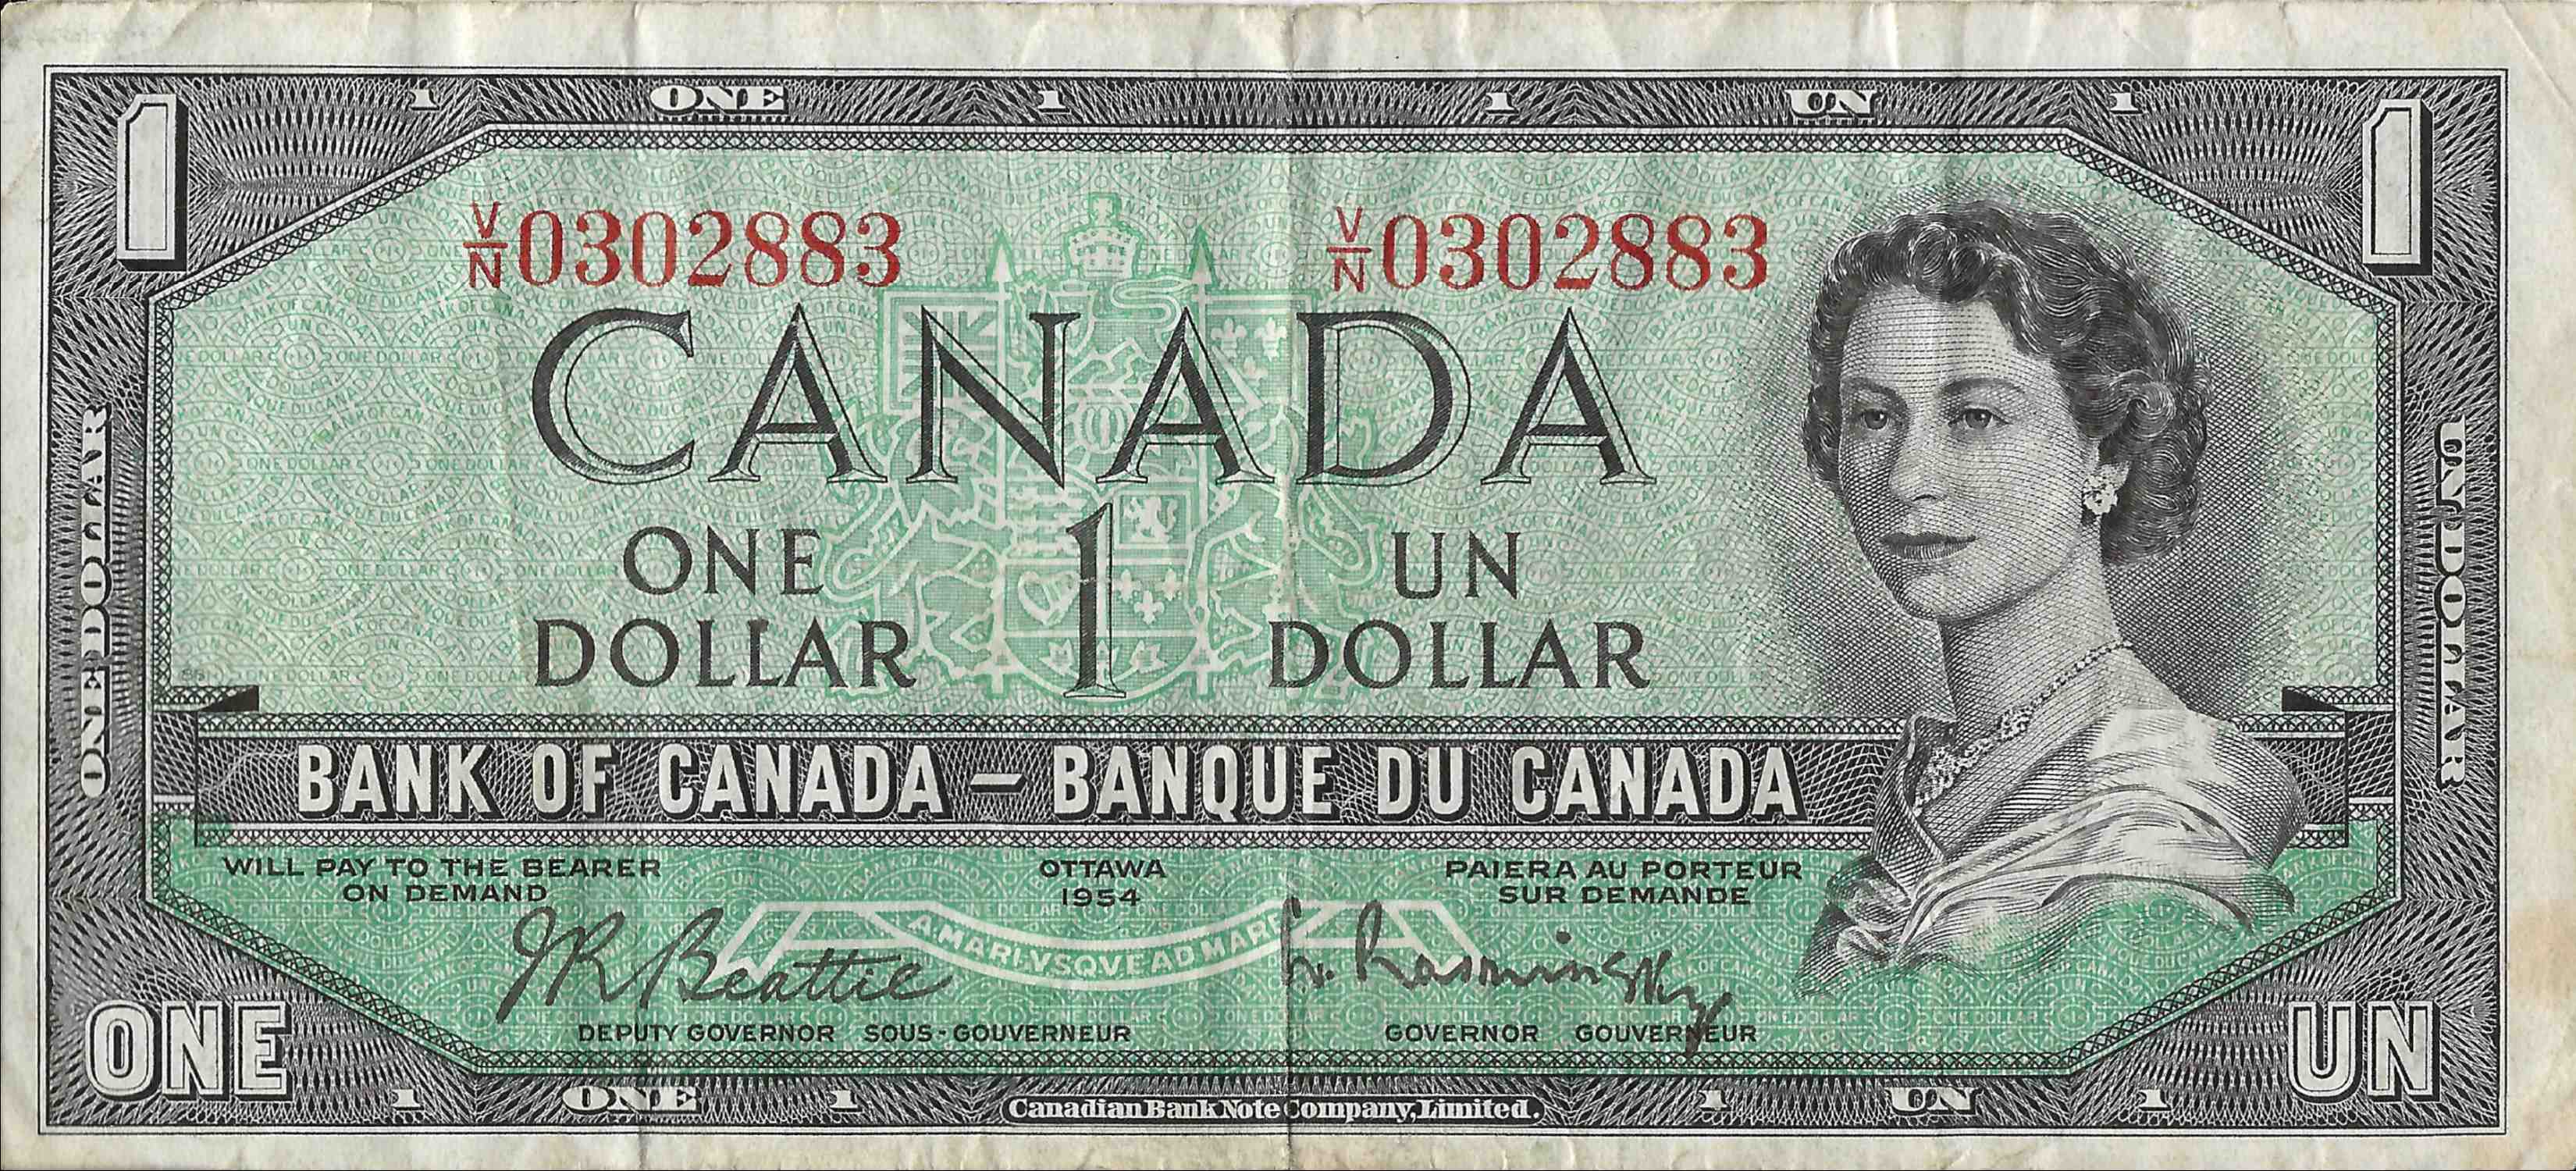 1 ONE 1 1 UN 1
1 1
V/N 0302883 V/N 0302883
CANADA
ONE DOLLAR
ONE
DOLLAR
1
UN
DOLLAR
UN DOLLAR
BANK OF CANADA – BANQUE DU CANADA
WILL PAY TO THE BEARER
ON DEMAND
OTTAWA
1954
PAIERA AU PORTEUR
SUR DEMANDE
A MARI VSQVE AD MARE
JR Beattie
L. Rasminsky
DEPUTY GOVERNOR SOUS-GOUVERNEUR
GOVERNOR GOUVERNEUR
ONE UN
1 ONE 1 1 UN 1
Canadian Bank Note Company, Limited.